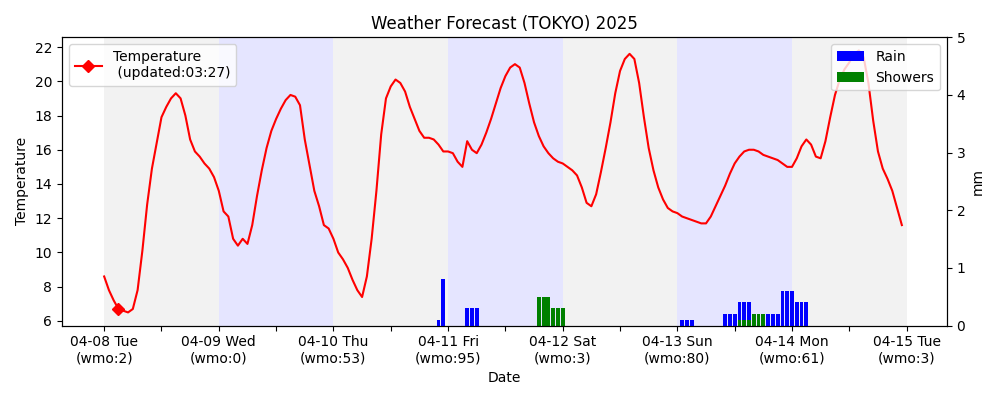 Weather Forecast (TOKYO) 2025
Temperature
(updated:03:27)
Rain
Showers
22
20
18
16
14
12
10
8
6
Temperature
5
4
3
2
1
0
mm
04-08 Tue
(wmo:2)
04-09 Wed
(wmo:0)
04-10 Thu
(wmo:53)
04-11 Fri
(wmo:95)
04-12 Sat
(wmo:3)
04-13 Sun
(wmo:80)
04-14 Mon
(wmo:61)
04-15 Tue
(wmo:3)
Date